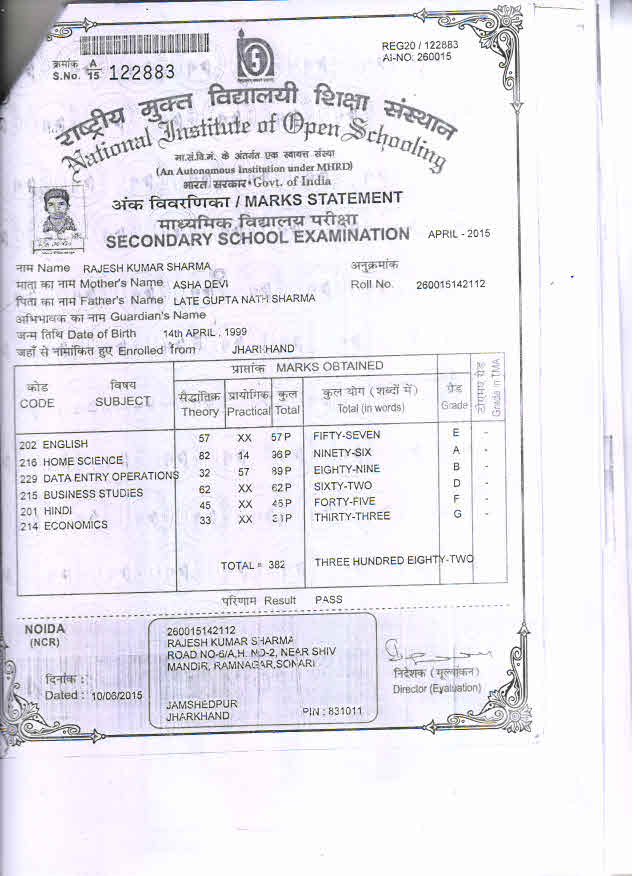 REG20 / 122883
AI-NO: 260015
क्रमांक A
S.No. 15 122883
राष्ट्रीय मुक्त विद्यालयी शिक्षा संस्थान
National Institute of Open Schooling
मा.सं.वि.मं. के अंतर्गत एक स्वायत्त संस्था
(An Autonomous Institution under MHRD)
भारत सरकार Govt. of India
अंक विवरणिका / MARKS STATEMENT
माध्यमिक विद्यालय परीक्षा
SECONDARY SCHOOL EXAMINATION APRIL - 2015
नाम Name RAJESH KUMAR SHARMA अनुक्रमांक
माता का नाम Mother's Name ASHA DEVI Roll No. 260015142112
पिता का नाम Father's Name LATE GUPTA NATH SHARMA
अभिभावक का नाम Guardian's Name
जन्म तिथि Date of Birth 14th APRIL , 1999
जहाँ से नामांकित हुए Enrolled from JHARKHAND
प्राप्तांक MARKS OBTAINED
कोड विषय सैद्धांतिक प्रायोगिक कुल कुल योग (शब्दों में) ग्रेड
CODE SUBJECT Theory Practical Total Total (in words) Grade Grade in TMA
202 ENGLISH 57 XX 57P FIFTY-SEVEN E -
216 HOME SCIENCE 82 14 96P NINETY-SIX A -
229 DATA ENTRY OPERATIONS 32 57 89P EIGHTY-NINE B -
215 BUSINESS STUDIES 62 XX 62P SIXTY-TWO D -
201 HINDI 45 XX 45P FORTY-FIVE F -
214 ECONOMICS 33 XX THIRTY-THREE G -
TOTAL = 382 THREE HUNDRED EIGHTY-TWO
परिणाम Result PASS
NOIDA
(NCR)
260015142112
RAJESH KUMAR SHARMA
ROAD NO-6/A,H. NO-2, NEAR SHIV
MANDIR, RAMNAGAR,SONARI
JAMSHEDPUR
JHARKHAND PIN : 831011
दिनांक :
Dated : 10/06/2015
निदेशक (मूल्यांकन)
Director (Evaluation)